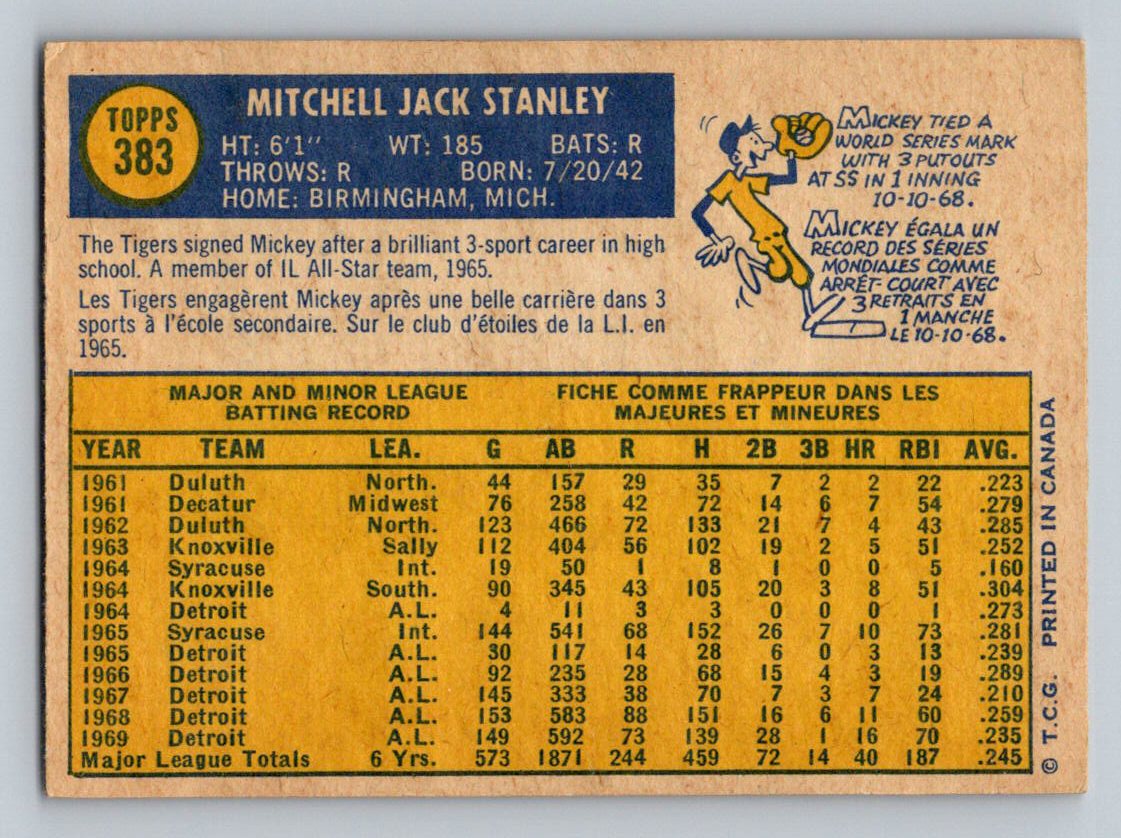 TOPPS
383
MITCHELL JACK STANLEY
HT: 6'1" WT: 185 BATS: R
THROWS: R BORN: 7/20/42
HOME: BIRMINGHAM, MICH.
The Tigers signed Mickey after a brilliant 3-sport career in high
school. A member of IL All-Star team, 1965.
Les Tigers engagèrent Mickey après une belle carrière dans 3
sports à l'école secondaire. Sur le club d'étoiles de la L.I. en
1965.
MICKEY TIED A
WORLD SERIES MARK
WITH 3 PUTOUTS
AT SS IN 1 INNING
10-10-68.
MICKEY ÉGALA UN
RECORD DES SÉRIES
MONDIALES COMME
ARRÊT-COURT AVEC
3 RETRAITS EN
1 MANCHE
LE 10-10-68.
MAJOR AND MINOR LEAGUE
BATTING RECORD
FICHE COMME FRAPPEUR DANS LES
MAJEURES ET MINEURES
YEAR TEAM LEA. G AB R H 2B 3B HR RBI AVG.
1961 Duluth North. 44 157 29 35 7 2 2 22 .223
1961 Decatur Midwest 76 258 42 72 14 6 7 54 .279
1962 Duluth North. 123 466 72 133 21 7 4 43 .285
1963 Knoxville Sally 112 404 56 102 19 2 5 51 .252
1964 Syracuse Int. 19 50 1 8 1 0 0 5 .160
1964 Knoxville South. 90 345 43 105 20 3 8 51 .304
1964 Detroit A.L. 4 11 3 3 0 0 0 1 .273
1965 Syracuse Int. 144 541 68 152 26 7 10 73 .281
1965 Detroit A.L. 30 117 14 28 6 0 3 13 .239
1966 Detroit A.L. 92 235 28 68 15 4 3 19 .289
1967 Detroit A.L. 145 333 38 70 7 3 7 24 .210
1968 Detroit A.L. 153 583 88 151 16 6 11 60 .259
1969 Detroit A.L. 149 592 73 139 28 1 16 70 .235
Major League Totals 6 Yrs. 573 1871 244 459 72 14 40 187 .245
© T.C.G. PRINTED IN CANADA